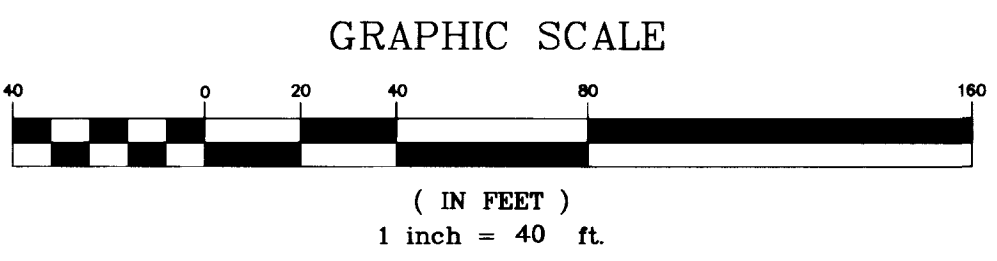 GRAPHIC SCALE
40 0 20 40 80 160
( IN FEET )
1 inch = 40 ft.